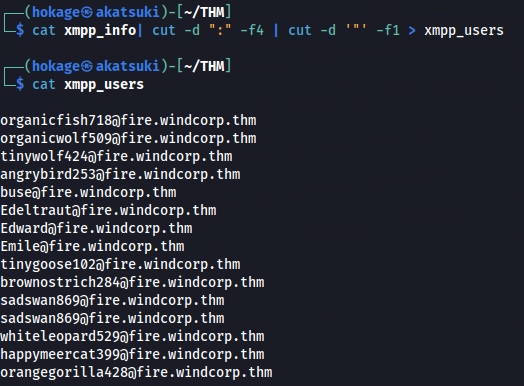 (hokage㉿akatsuki)-[~/THM]
$ cat xmpp_info| cut -d ":" -f4 | cut -d '"' -f1 > xmpp_users
(hokage㉿akatsuki)-[~/THM]
$ cat xmpp_users
organicfish718@fire.windcorp.thm
organicwolf509@fire.windcorp.thm
tinywolf424@fire.windcorp.thm
angrybird253@fire.windcorp.thm
buse@fire.windcorp.thm
Edeltraut@fire.windcorp.thm
Edward@fire.windcorp.thm
Emile@fire.windcorp.thm
tinygoose102@fire.windcorp.thm
brownostrich284@fire.windcorp.thm
sadswan869@fire.windcorp.thm
sadswan869@fire.windcorp.thm
whiteleopard529@fire.windcorp.thm
happymeercat399@fire.windcorp.thm
orangegorilla428@fire.windcorp.thm